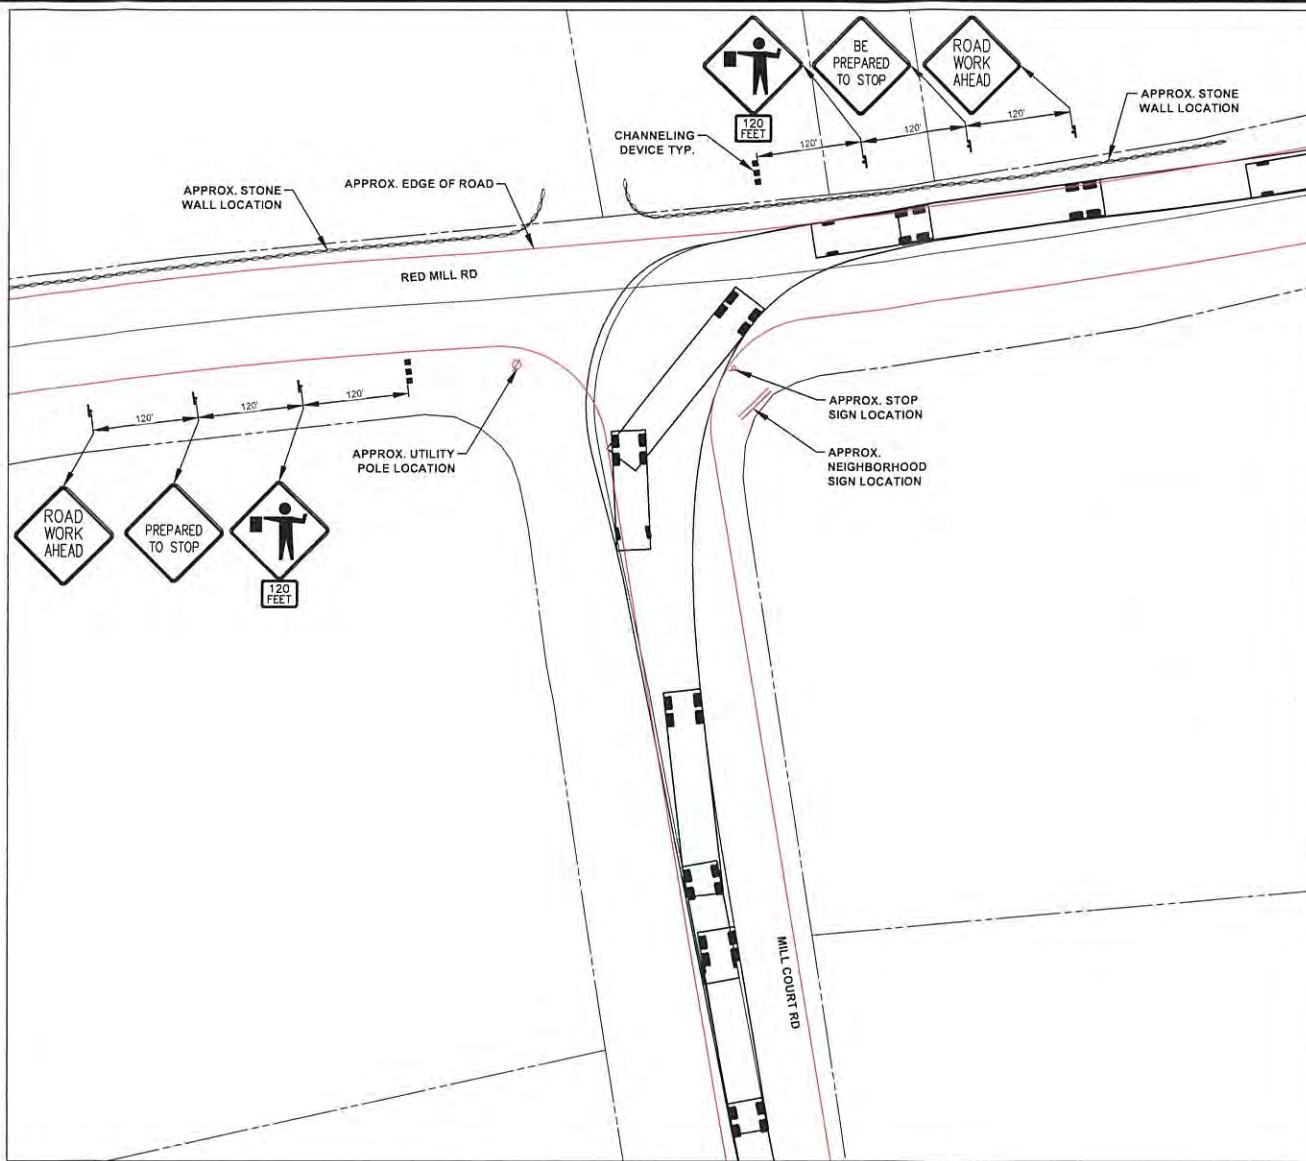 BE
PREPARED
TO STOP
ROAD
WORK
AHEAD
120
FEET
120'
120'
120'
CHANNELING
DEVICE TYP.
APPROX. STONE
WALL LOCATION
APPROX. STONE
WALL LOCATION
APPROX. EDGE OF ROAD
RED MILL RD
120'
120'
120'
APPROX. UTILITY
POLE LOCATION
APPROX. STOP
SIGN LOCATION
APPROX.
NEIGHBORHOOD
SIGN LOCATION
ROAD
WORK
AHEAD
PREPARED
TO STOP
120
FEET
MILL COURT RD